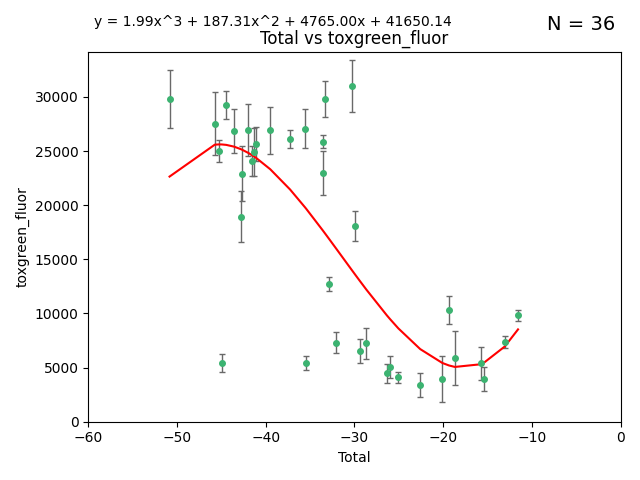 y = 1.99x^3 + 187.31x^2 + 4765.00x + 41650.14
N = 36
Total vs toxgreen_fluor
toxgreen_fluor
30000
25000
20000
15000
10000
5000
0
−60
−50
−40
−30
−20
−10
0
Total